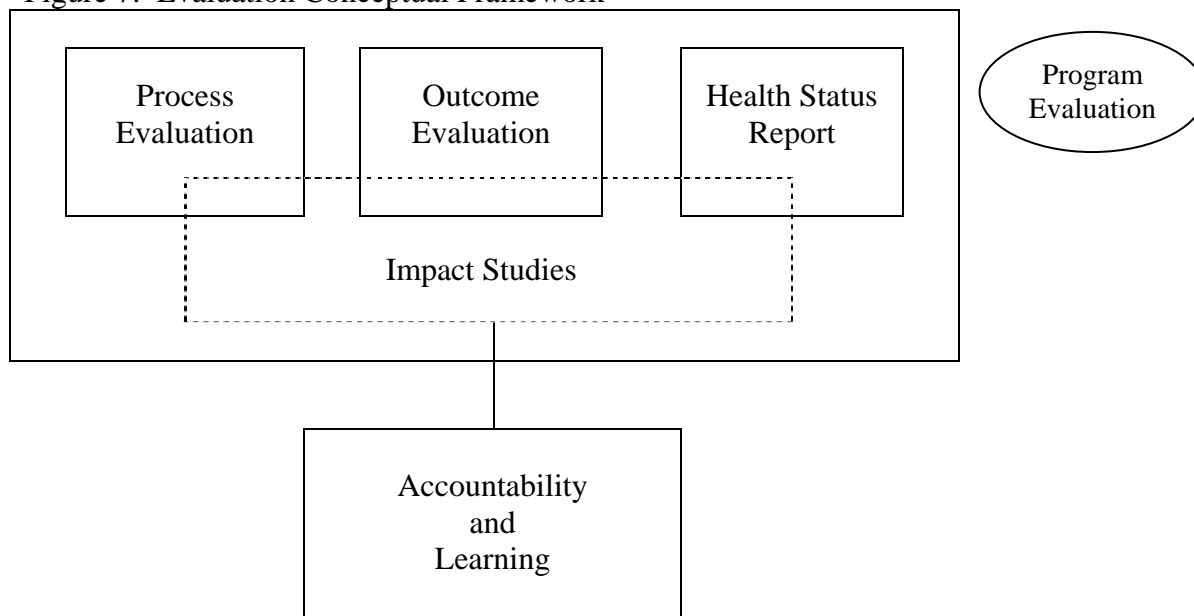 Figure 7. Evaluation Conceptual Framework
Process
Evaluation
Outcome
Evaluation
Health Status
Report
Program
Evaluation
Impact Studies
Accountability
and
Learning